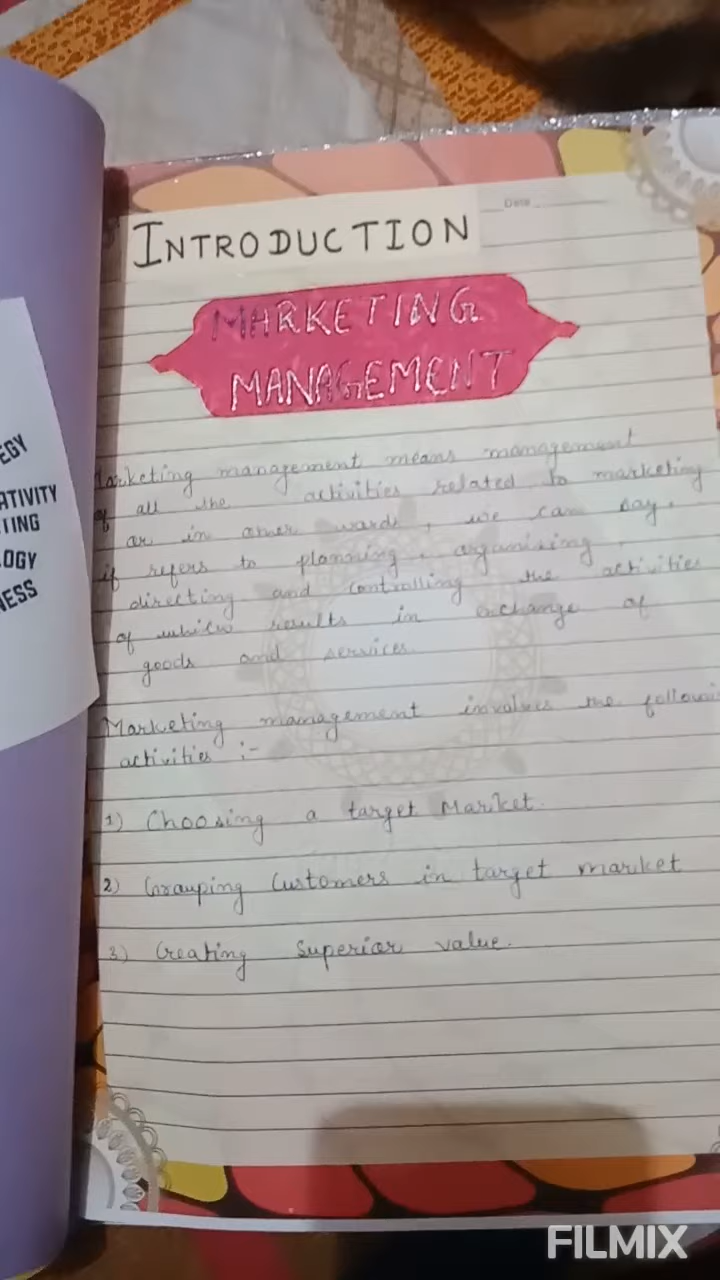 EGY
ATIVITY
TING
LOGY
NESS
Date
INTRODUCTION
MARKETING
MANAGEMENT
Marketing management means management
of all the activities related to marketing
or in other words, we can say,
it refers to planning, organising,
directing and controlling the activities
of which results in exchange of
goods and services.
Marketing management involves the followi
activities :-
1) Choosing a target Market.
2) Grouping Customers in target market
3) Creating Superior value.
FILMIX